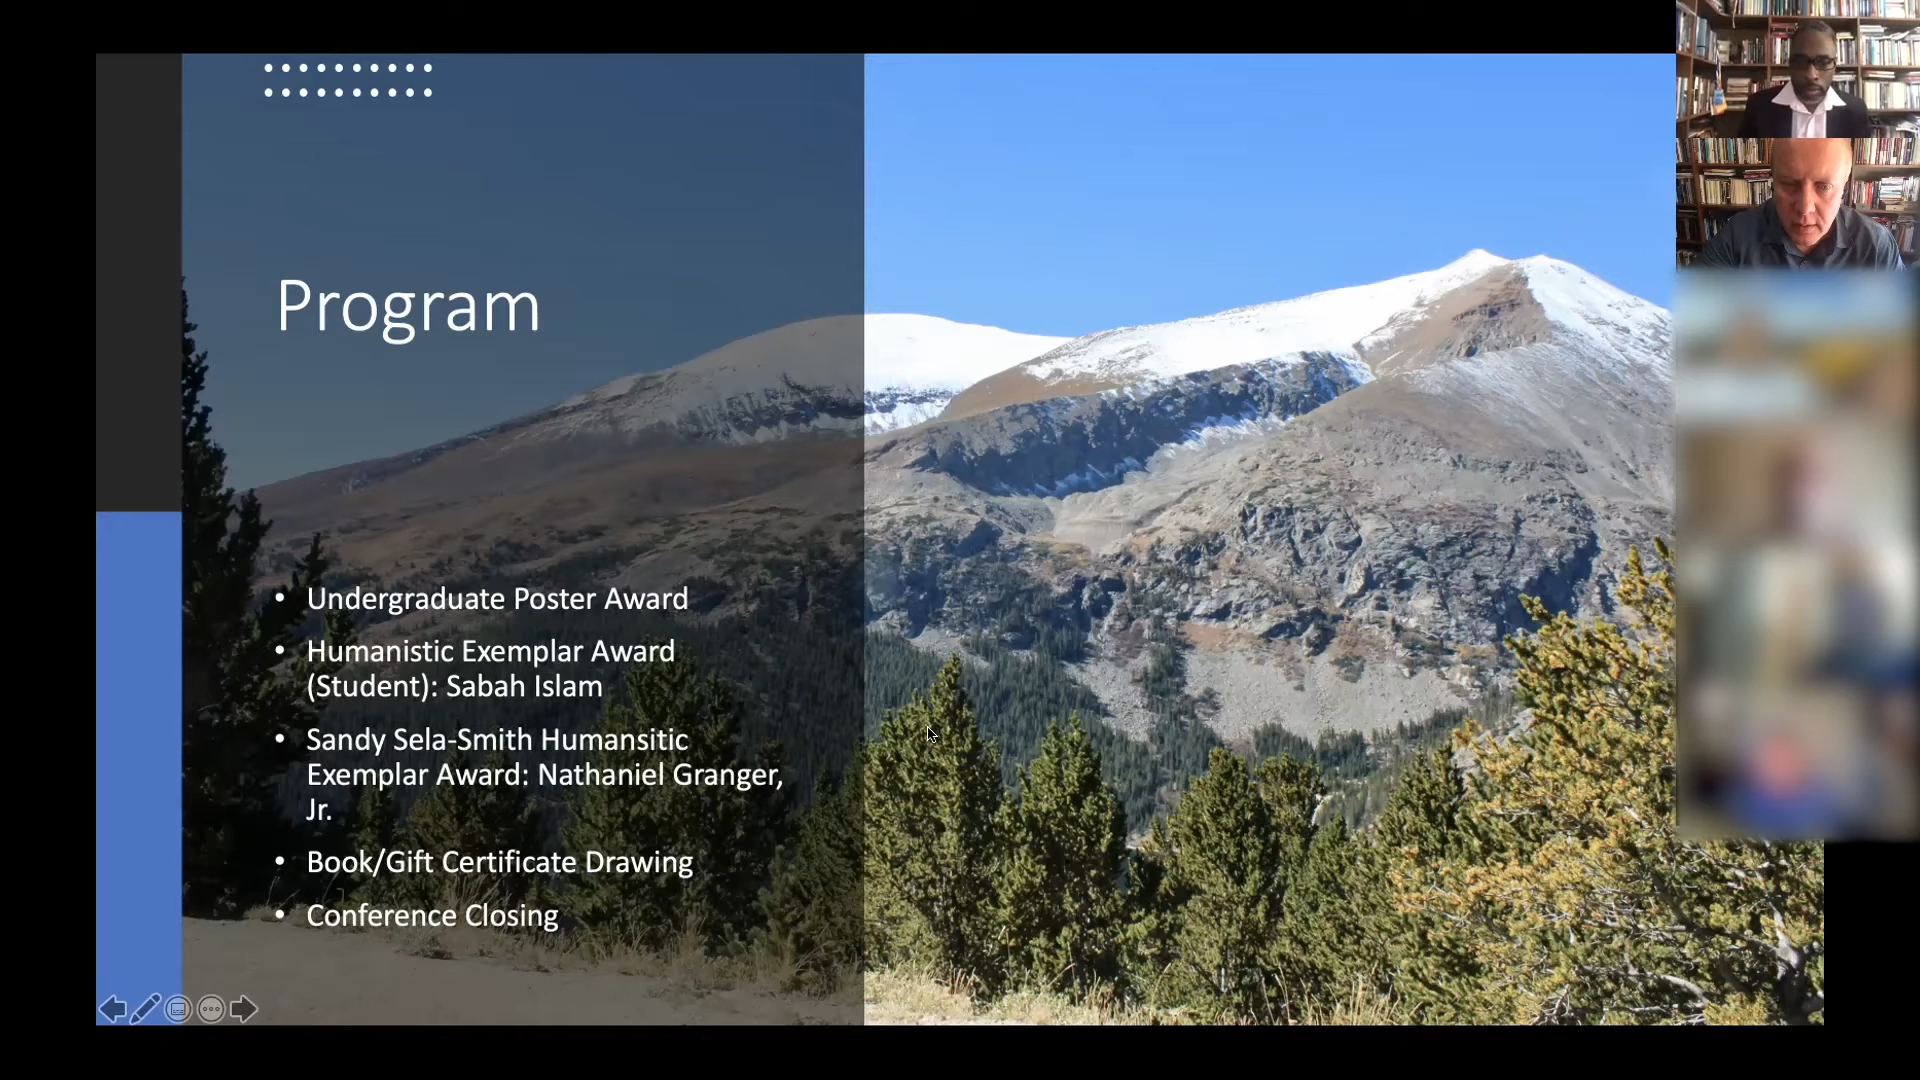 Program
• Undergraduate Poster Award
• Humanistic Exemplar Award
(Student): Sabah Islam
• Sandy Sela-Smith Humansitic
Exemplar Award: Nathaniel Granger,
Jr.
• Book/Gift Certificate Drawing
• Conference Closing